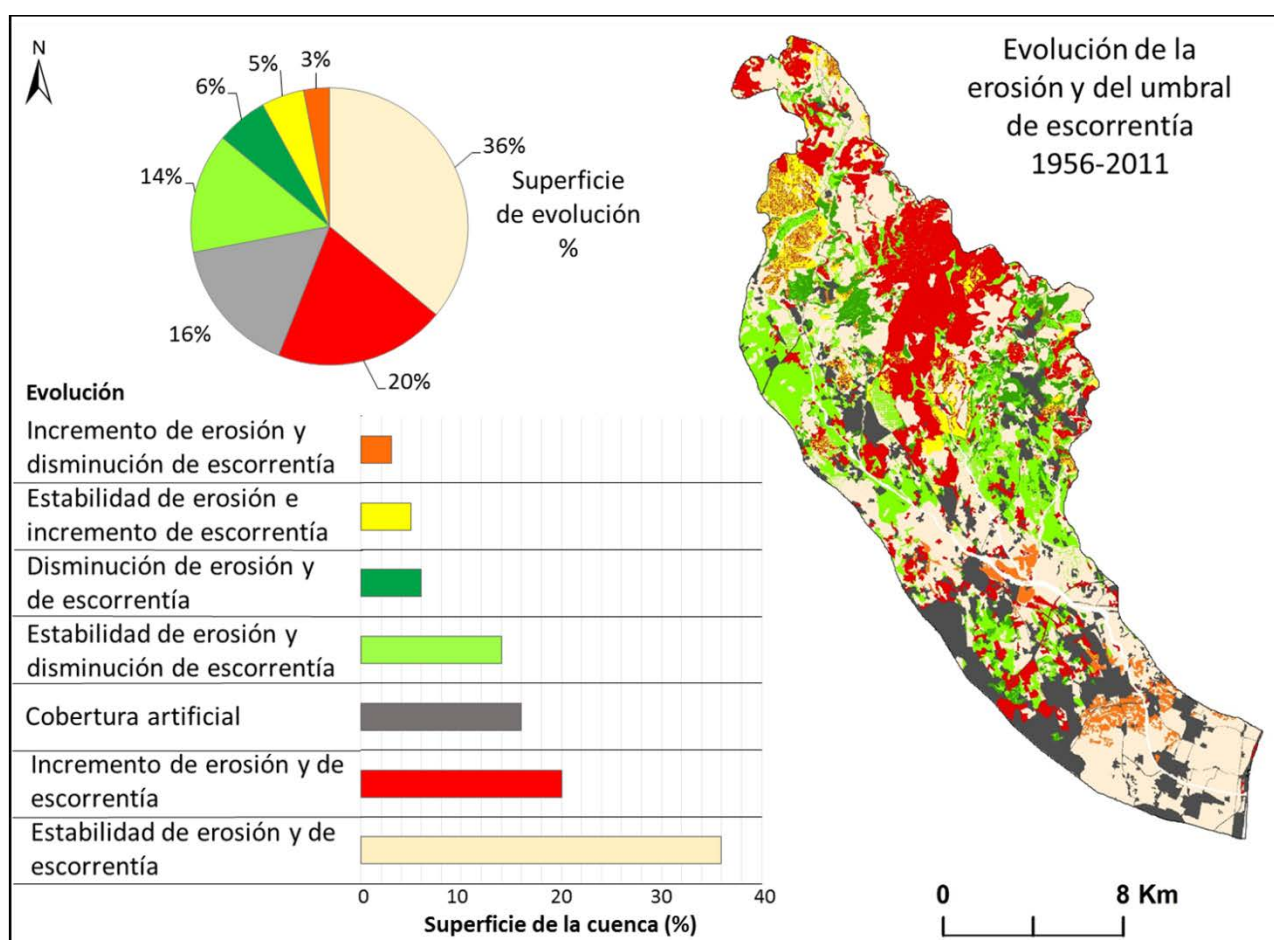 N
3%
5%
6%
36%
14%
16%
20%
Superficie
de evolución
%
Evolución de la
erosión y del umbral
de escorrentía
1956-2011
Evolución
Incremento de erosión y
disminución de escorrentía
Estabilidad de erosión e
incremento de escorrentía
Disminución de erosión y
de escorrentía
Estabilidad de erosión y
disminución de escorrentía
Cobertura artificial
Incremento de erosión y de
escorrentía
Estabilidad de erosión y de
escorrentía
0 10 20 30 40
Superficie de la cuenca (%)
0 8 Km